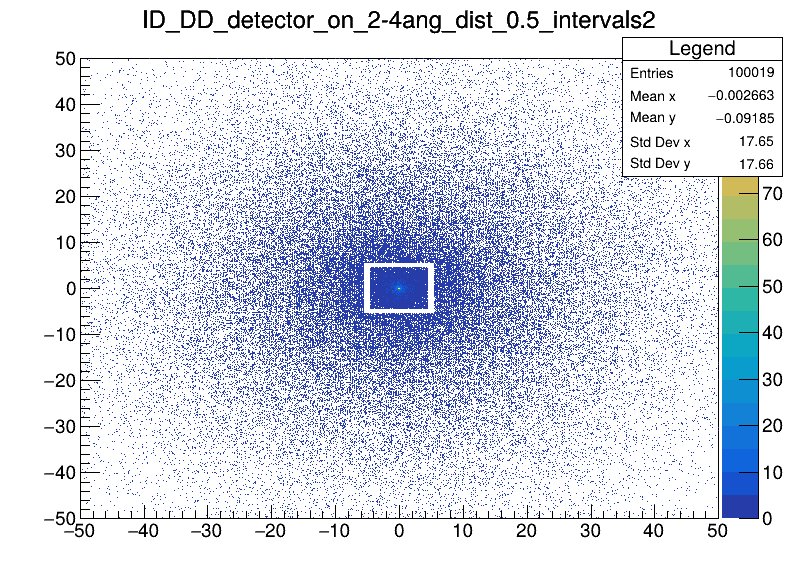 ID_DD_detector_on_2-4ang_dist_0.5_intervals2
Legend
Entries 100019
Mean x −0.002663
Mean y −0.09185
Std Dev x 17.65
Std Dev y 17.66
50
40
30
20
10
0
−10
−20
−30
−40
−50
−50 −40 −30 −20 −10 0 10 20 30 40 50
70
60
50
40
30
20
10
0